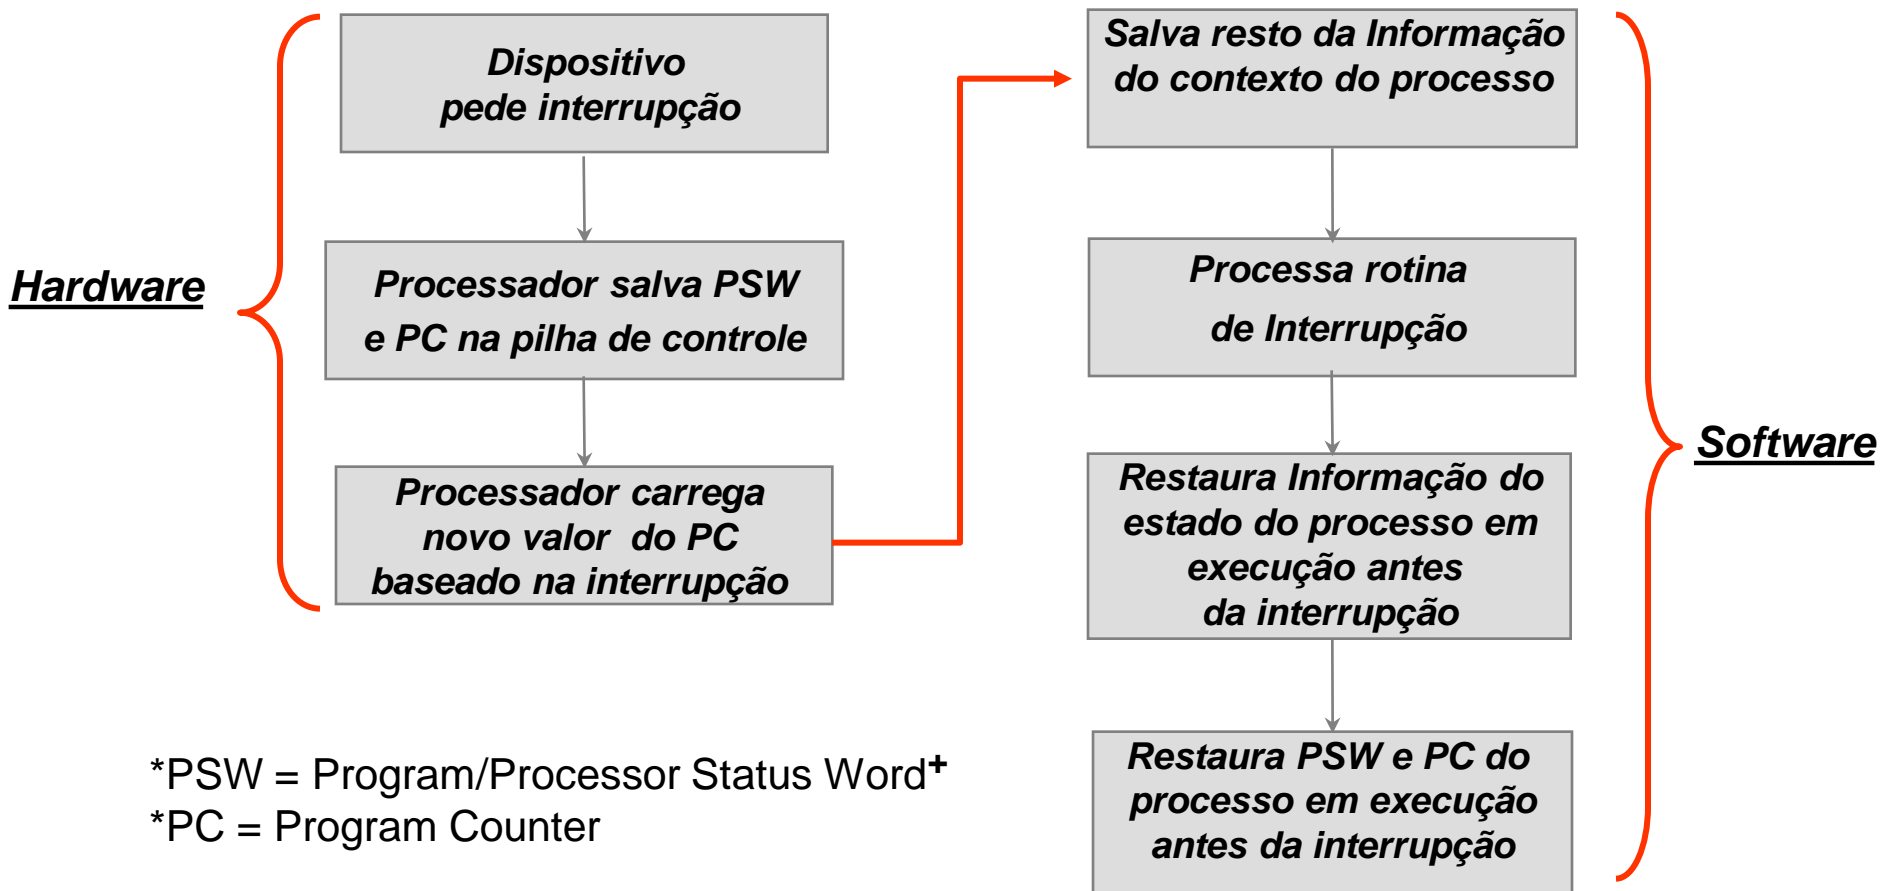 Hardware
Dispositivo
pede interrupção
Processador salva PSW
e PC na pilha de controle
Processador carrega
novo valor do PC
baseado na interrupção
Salva resto da Informação
do contexto do processo
Processa rotina
de Interrupção
Restaura Informação do
estado do processo em
execução antes
da interrupção
Restaura PSW e PC do
processo em execução
antes da interrupção
Software
*PSW = Program/Processor Status Word+
*PC = Program Counter